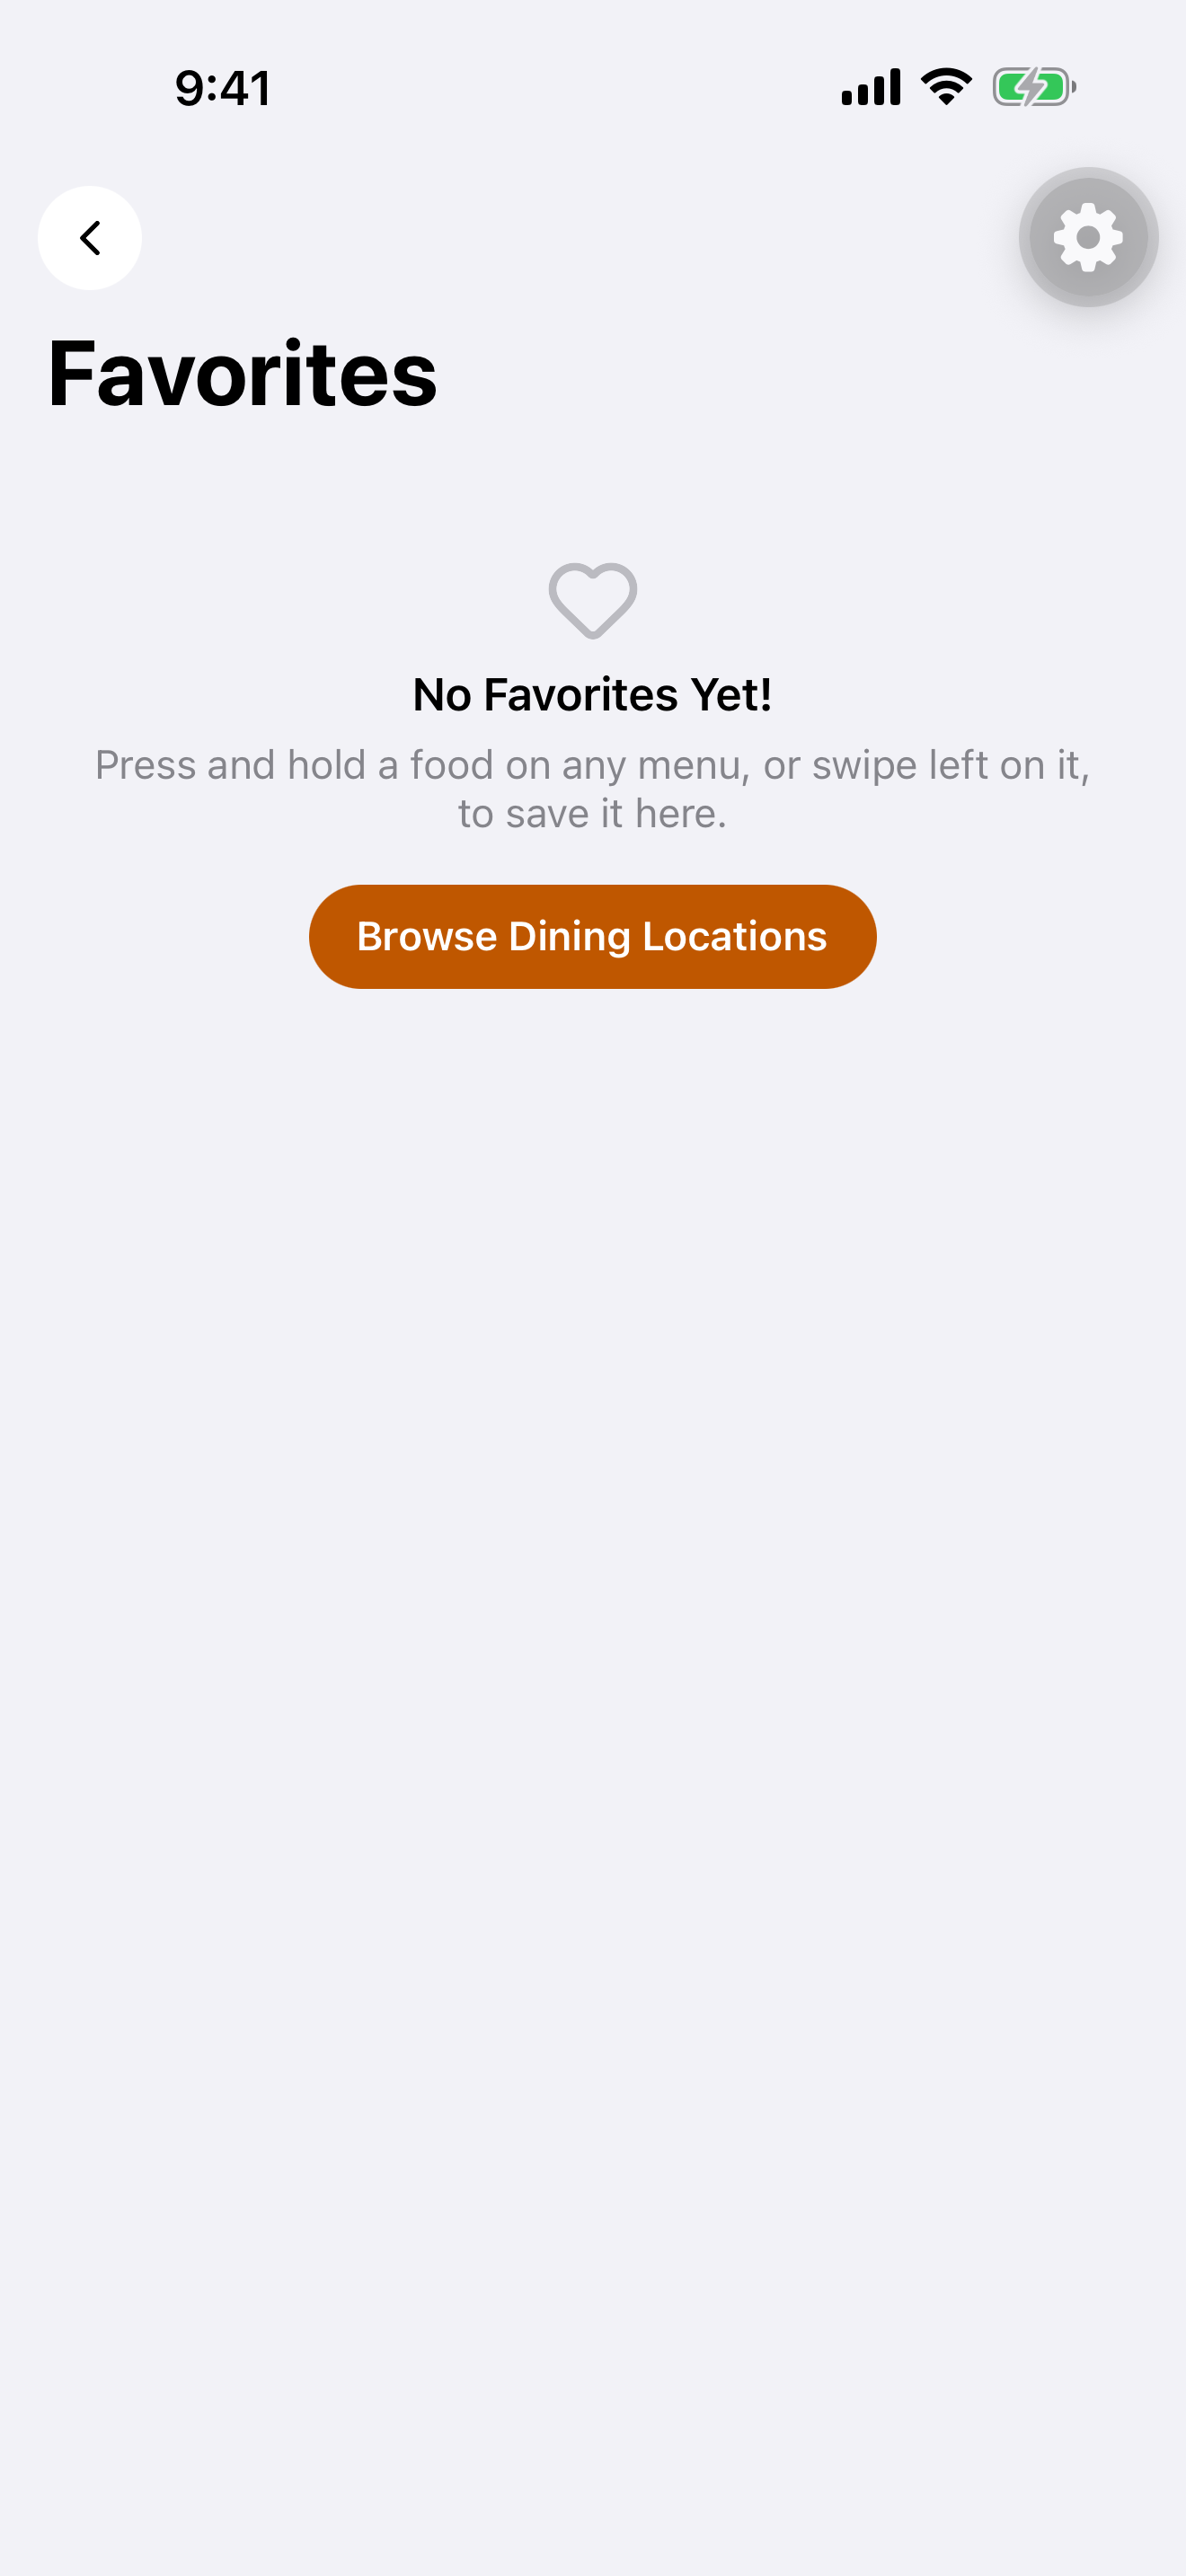 9:41
Favorites
No Favorites Yet!
Press and hold a food on any menu, or swipe left on it,
to save it here.
Browse Dining Locations